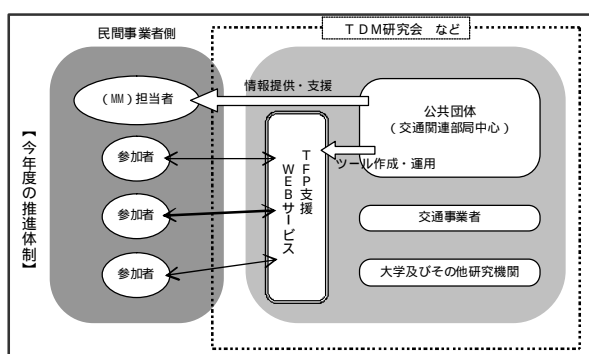 民間事業者側
ＴＤＭ研究会　など
情報提供・支援
（ＭＭ）担当者
公共団体
（交通関連部局中心）
ツール作成・運用
【今年度の推進体制】
参加者
参加者
参加者
ＴＦＰ支援
ＷＥＢサービス
交通事業者
大学及びその他研究機関